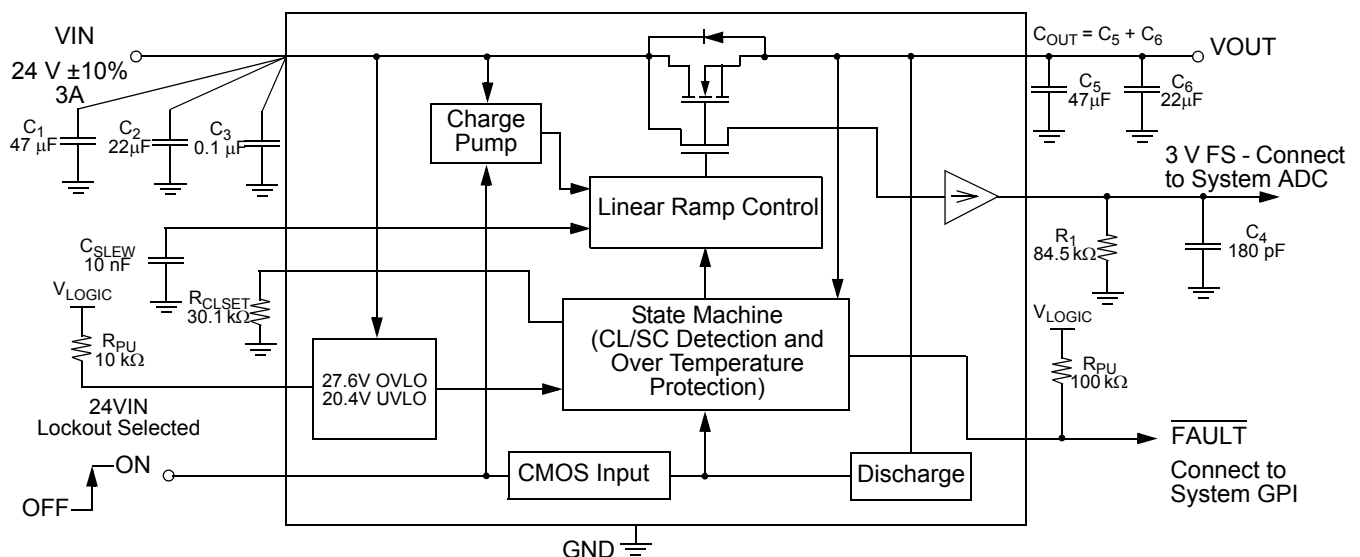 VIN
24 V ±10%
3A
C1
47 μF
C2
22μF
C3
0.1 μF
Charge
Pump
Linear Ramp Control
COUT = C5 + C6
VOUT
C5
47μF
C6
22μF
3 V FS - Connect
to System ADC
R1
84.5 kΩ
C4
180 pF
CSLEW
10 nF
VLOGIC
RPU
10 kΩ
RCLSET
30.1 kΩ
State Machine
(CL/SC Detection and
Over Temperature
Protection)
VLOGIC
RPU
100 kΩ
27.6V OVLO
20.4V UVLO
24VIN
Lockout Selected
FAULT
Connect to
System GPI
ON
OFF
CMOS Input
Discharge
GND